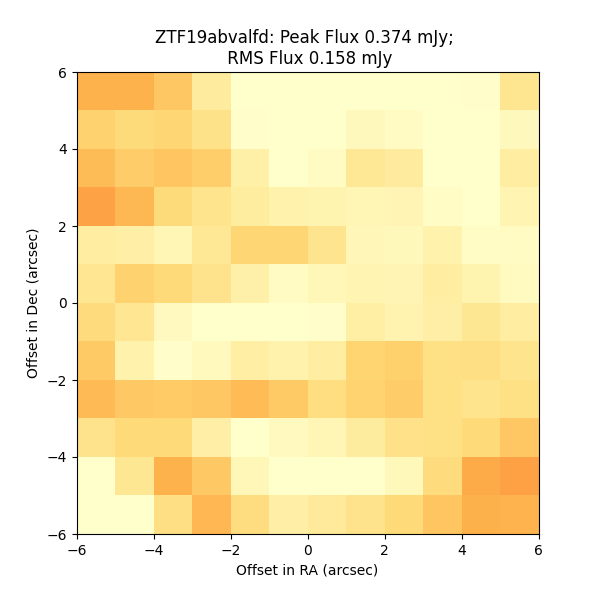 ZTF19abvalfd: Peak Flux 0.374 mJy;
RMS Flux 0.158 mJy
6
4
2
0
−2
−4
−6
Offset in Dec (arcsec)
−6 −4 −2 0 2 4 6
Offset in RA (arcsec)